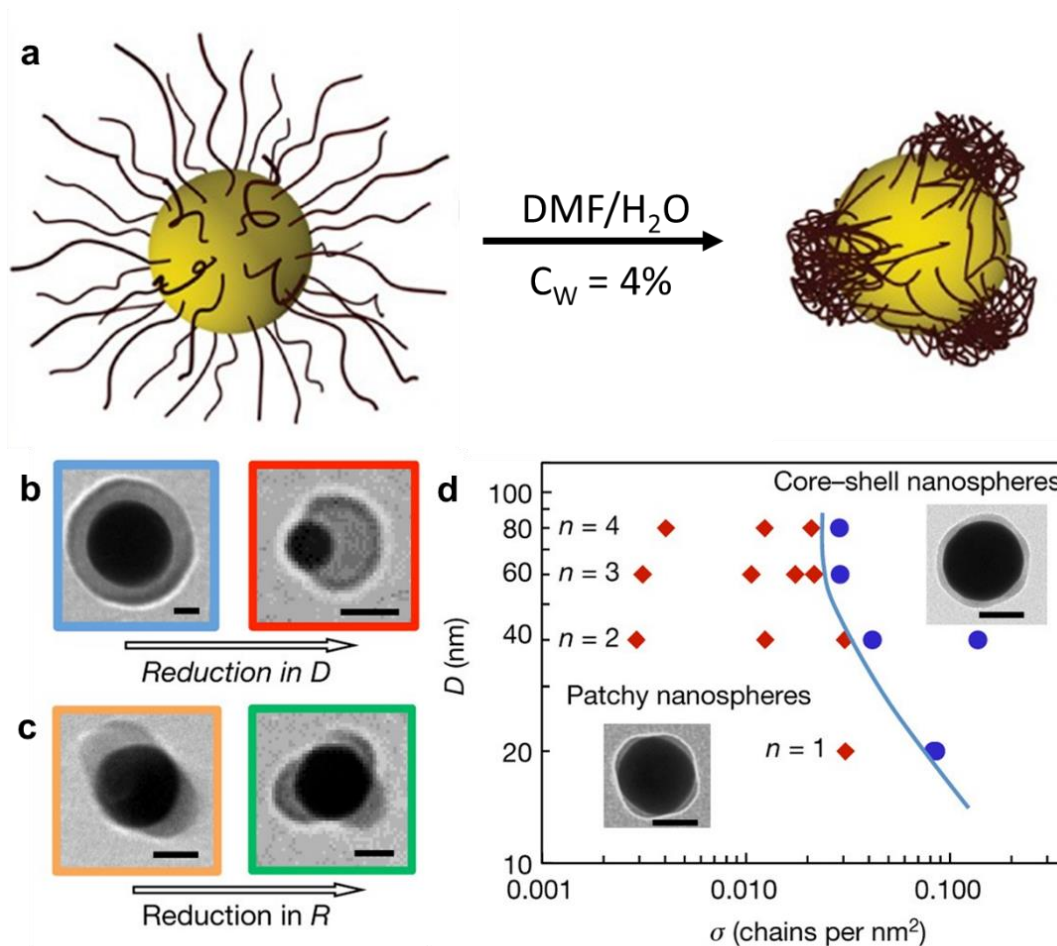 a
DMF/H₂O
C_W = 4%
b
Reduction in D
c
Reduction in R
d
D (nm)
100
80
60
40
20
10
n = 4
n = 3
n = 2
n = 1
Core–shell nanospheres
Patchy nanospheres
0.001
0.010
0.100
σ (chains per nm²)